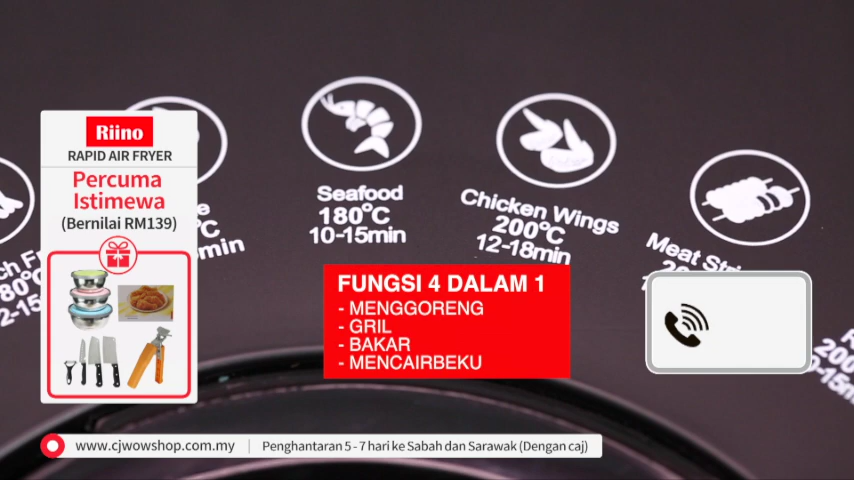 Riino
RAPID AIR FRYER
Percuma
Istimewa
(Bernilai RM139)
Seafood
180°C
10-15min
Chicken Wings
200°C
12-18min
Meat
min
FUNGSI 4 DALAM 1
- MENGGORENG
- GRIL
- BAKAR
- MENCAIRBEKU
www.cjwowshop.com.my
Penghantaran 5 - 7 hari ke Sabah dan Sarawak (Dengan caj)